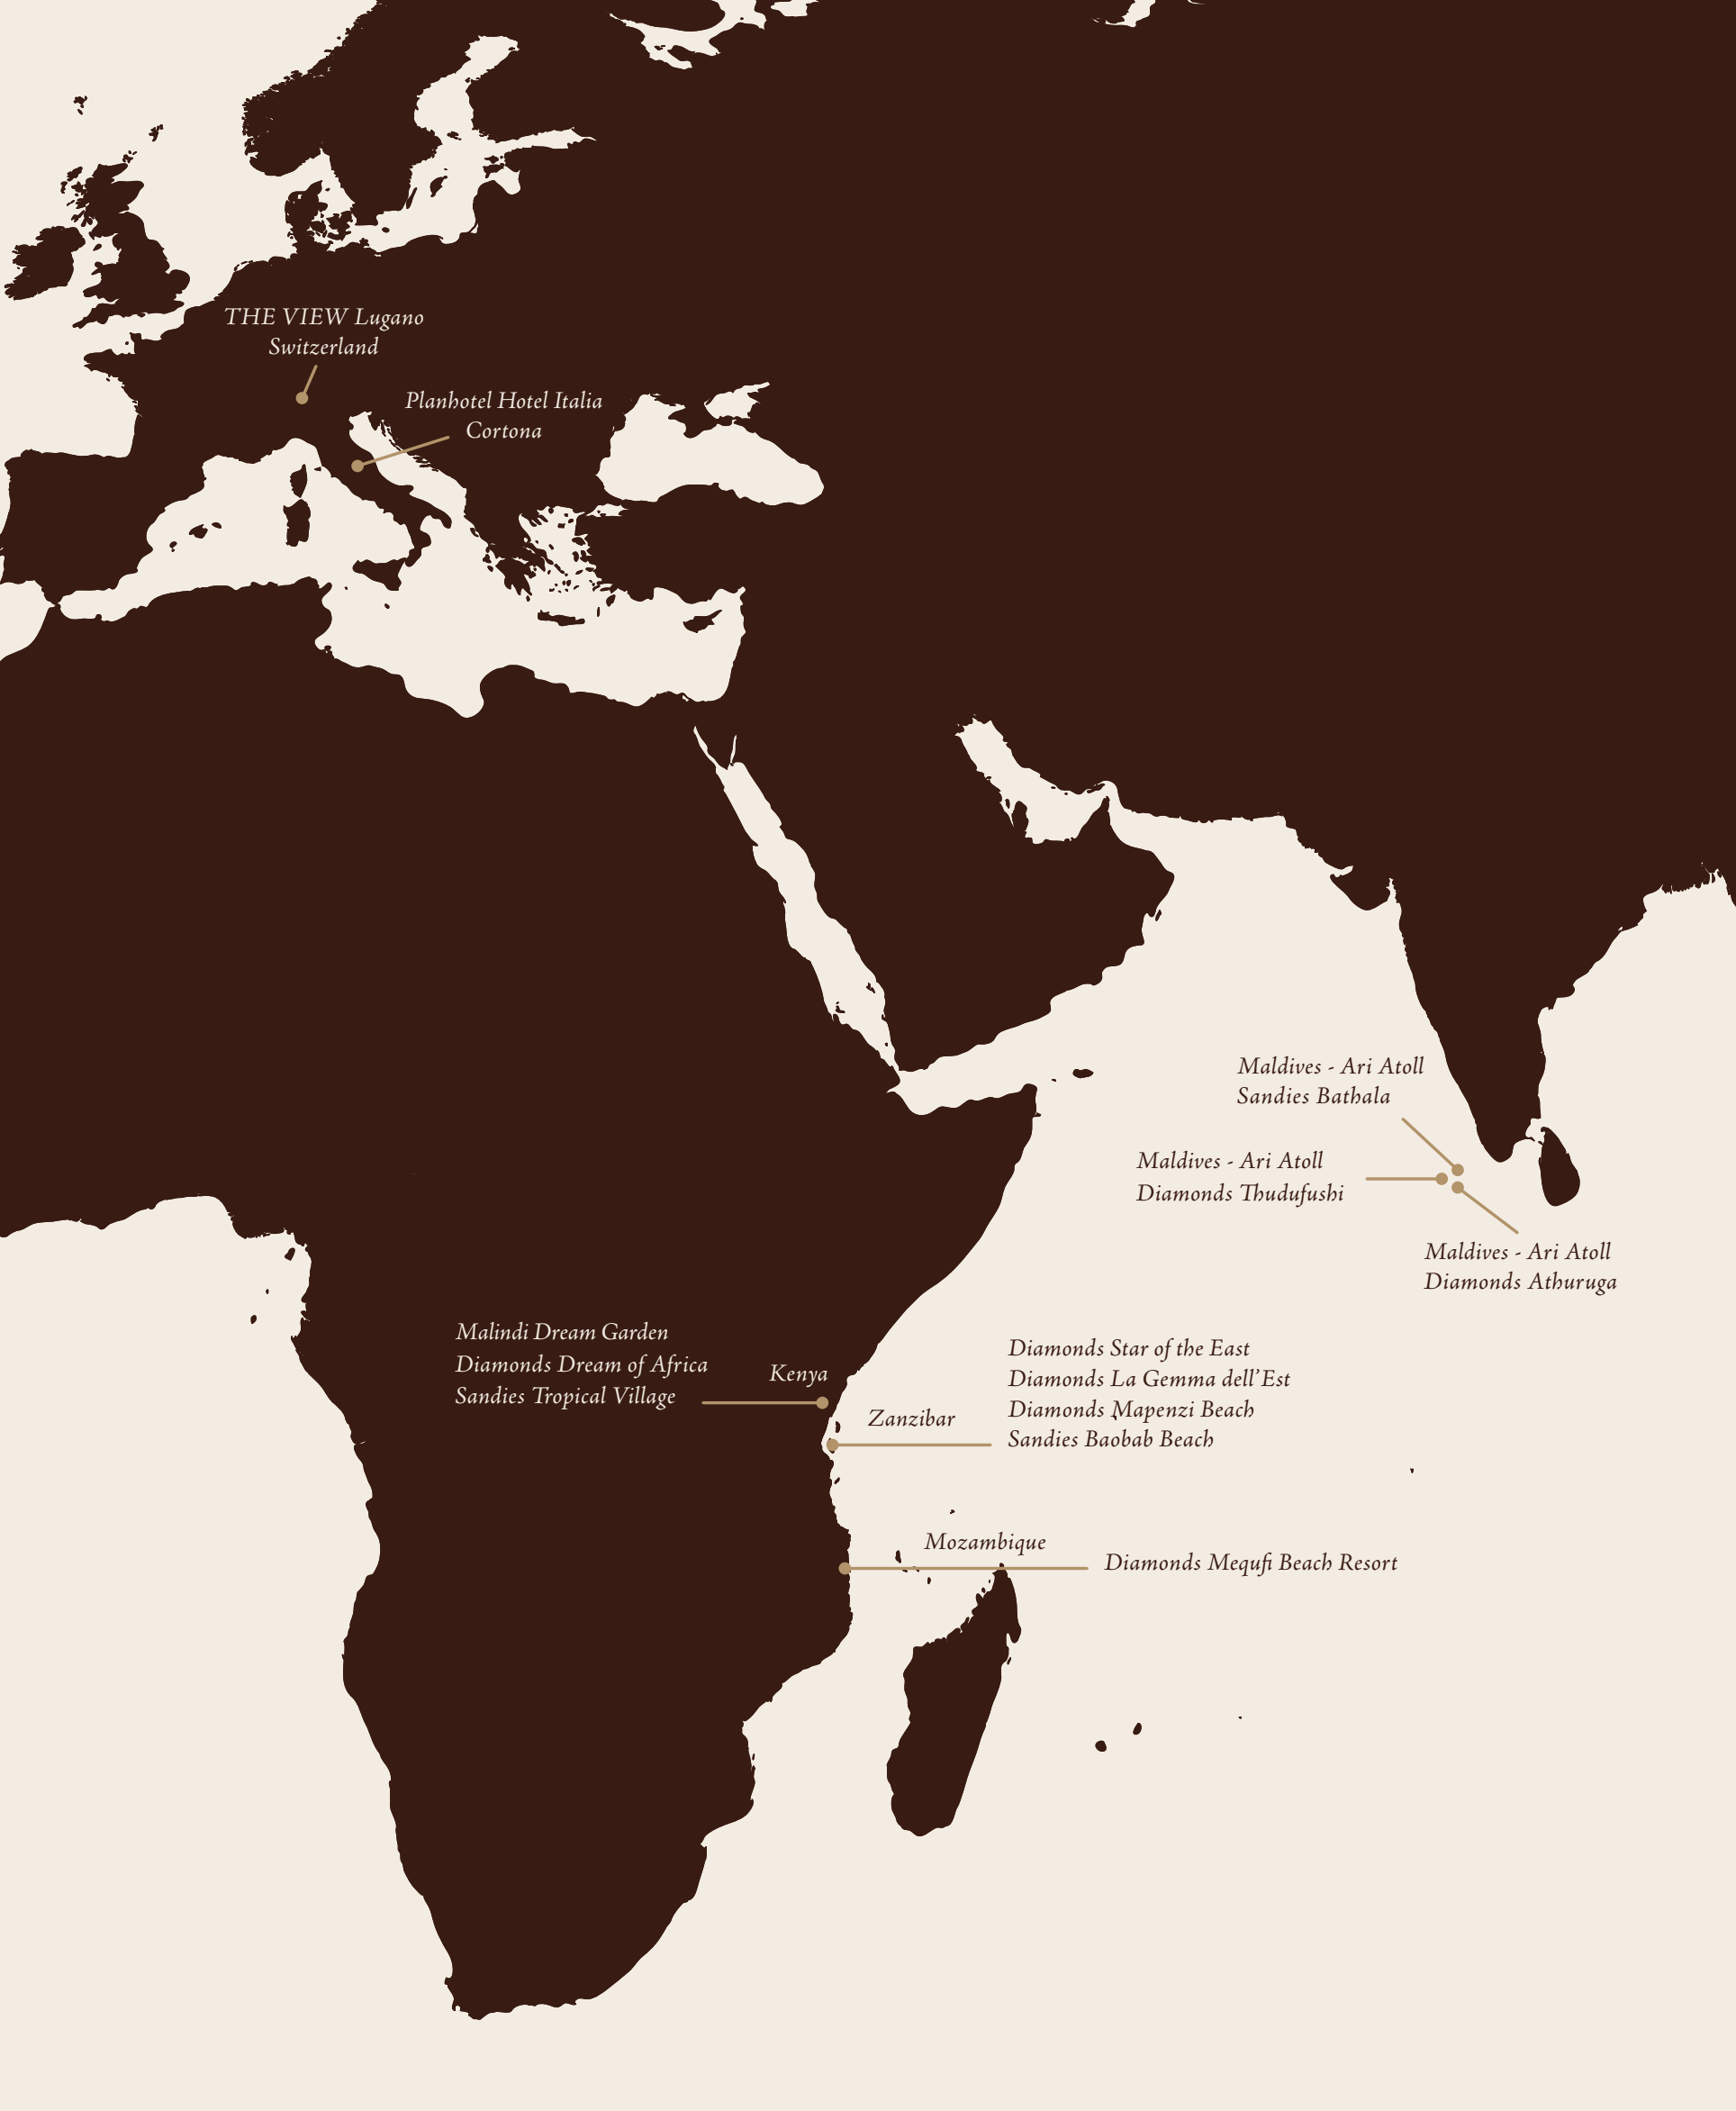 THE VIEW Lugano
Switzerland
Planhotel Hotel Italia
Cortona
Maldives - Ari Atoll
Sandies Bathala
Maldives - Ari Atoll
Diamonds Thudufushi
Maldives - Ari Atoll
Diamonds Athuruga
Malindi Dream Garden
Diamonds Dream of Africa
Sandies Tropical Village
Kenya
Zanzibar
Diamonds Star of the East
Diamonds La Gemma dell'Est
Diamonds Mapenzi Beach
Sandies Baobab Beach
Mozambique
Diamonds Mequfi Beach Resort